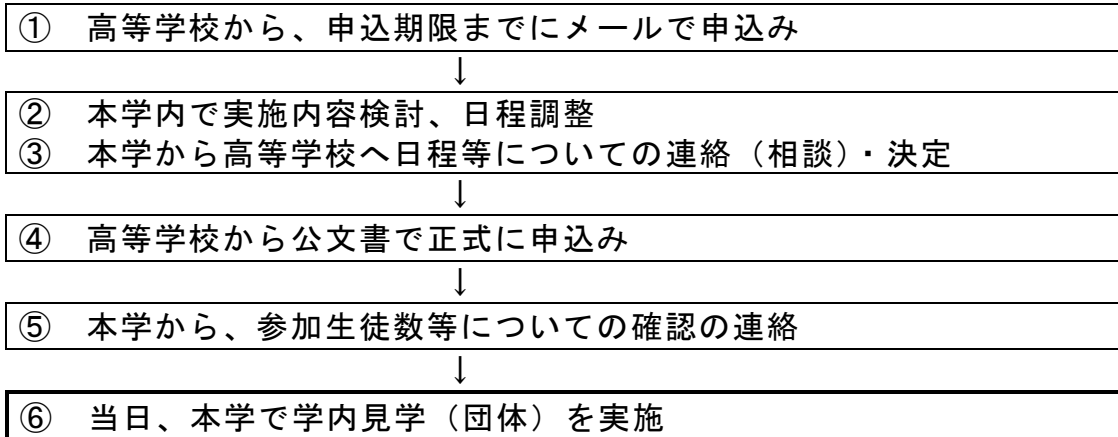 ① 高等学校から、申込期限までにメールで申込み
↓
② 本学内で実施内容検討、日程調整
③ 本学から高等学校へ日程等についての連絡（相談）・決定
↓
④ 高等学校から公文書で正式に申込み
↓
⑤ 本学から、参加生徒数等についての確認の連絡
↓
⑥ 当日、本学で学内見学（団体）を実施